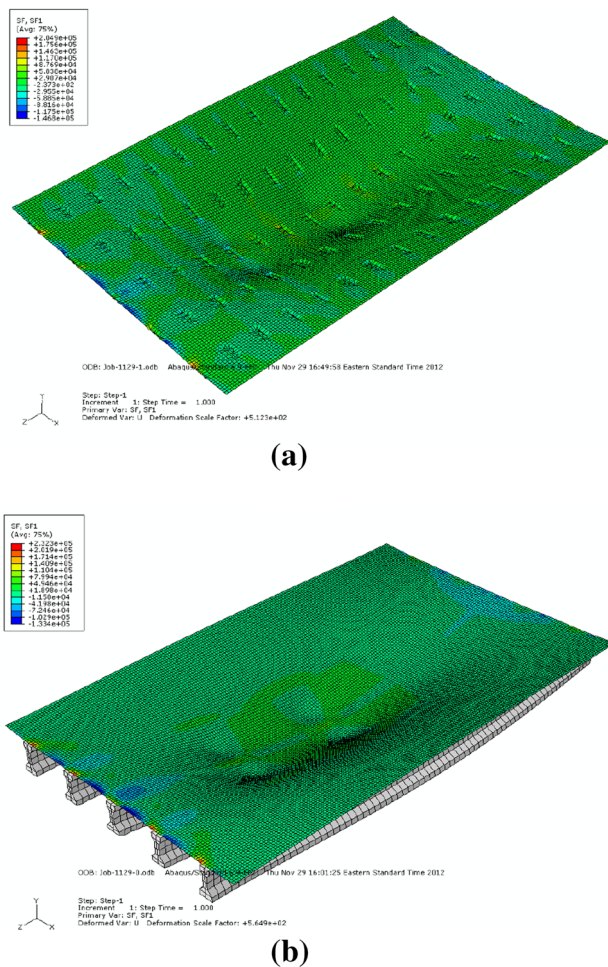 SF, SF1
(Avg: 75%)
+2.049e+05
+1.756e+05
+1.463e+05
+1.170e+05
+8.769e+04
+5.838e+04
+2.907e+04
-2.373e+02
-2.955e+04
-5.885e+04
-8.816e+04
-1.175e+05
-1.468e+05
ODB: Job-1129-1.odb Thu Nov 29 16:49:58 Eastern Standard Time 2012
Y
Z X
Step: Step-1
Increment 1: Step Time = 1.000
Primary Var: SF, SF1
Deformed Var: U Deformation Scale Factor: +5.123e+02
(a)
SF, SF1
(Avg: 75%)
+2.323e+05
+2.019e+05
+1.714e+05
+1.409e+05
+1.104e+05
+7.994e+04
+4.946e+04
+1.898e+04
-1.150e+04
-4.198e+04
-7.246e+04
-1.029e+05
-1.334e+05
ODB: Job-1129-0.odb Thu Nov 29 16:01:25 Eastern Standard Time 2012
Y
Z X
Step: Step-1
Increment 1: Step Time = 1.000
Primary Var: SF, SF1
Deformed Var: U Deformation Scale Factor: +5.649e+02
(b)